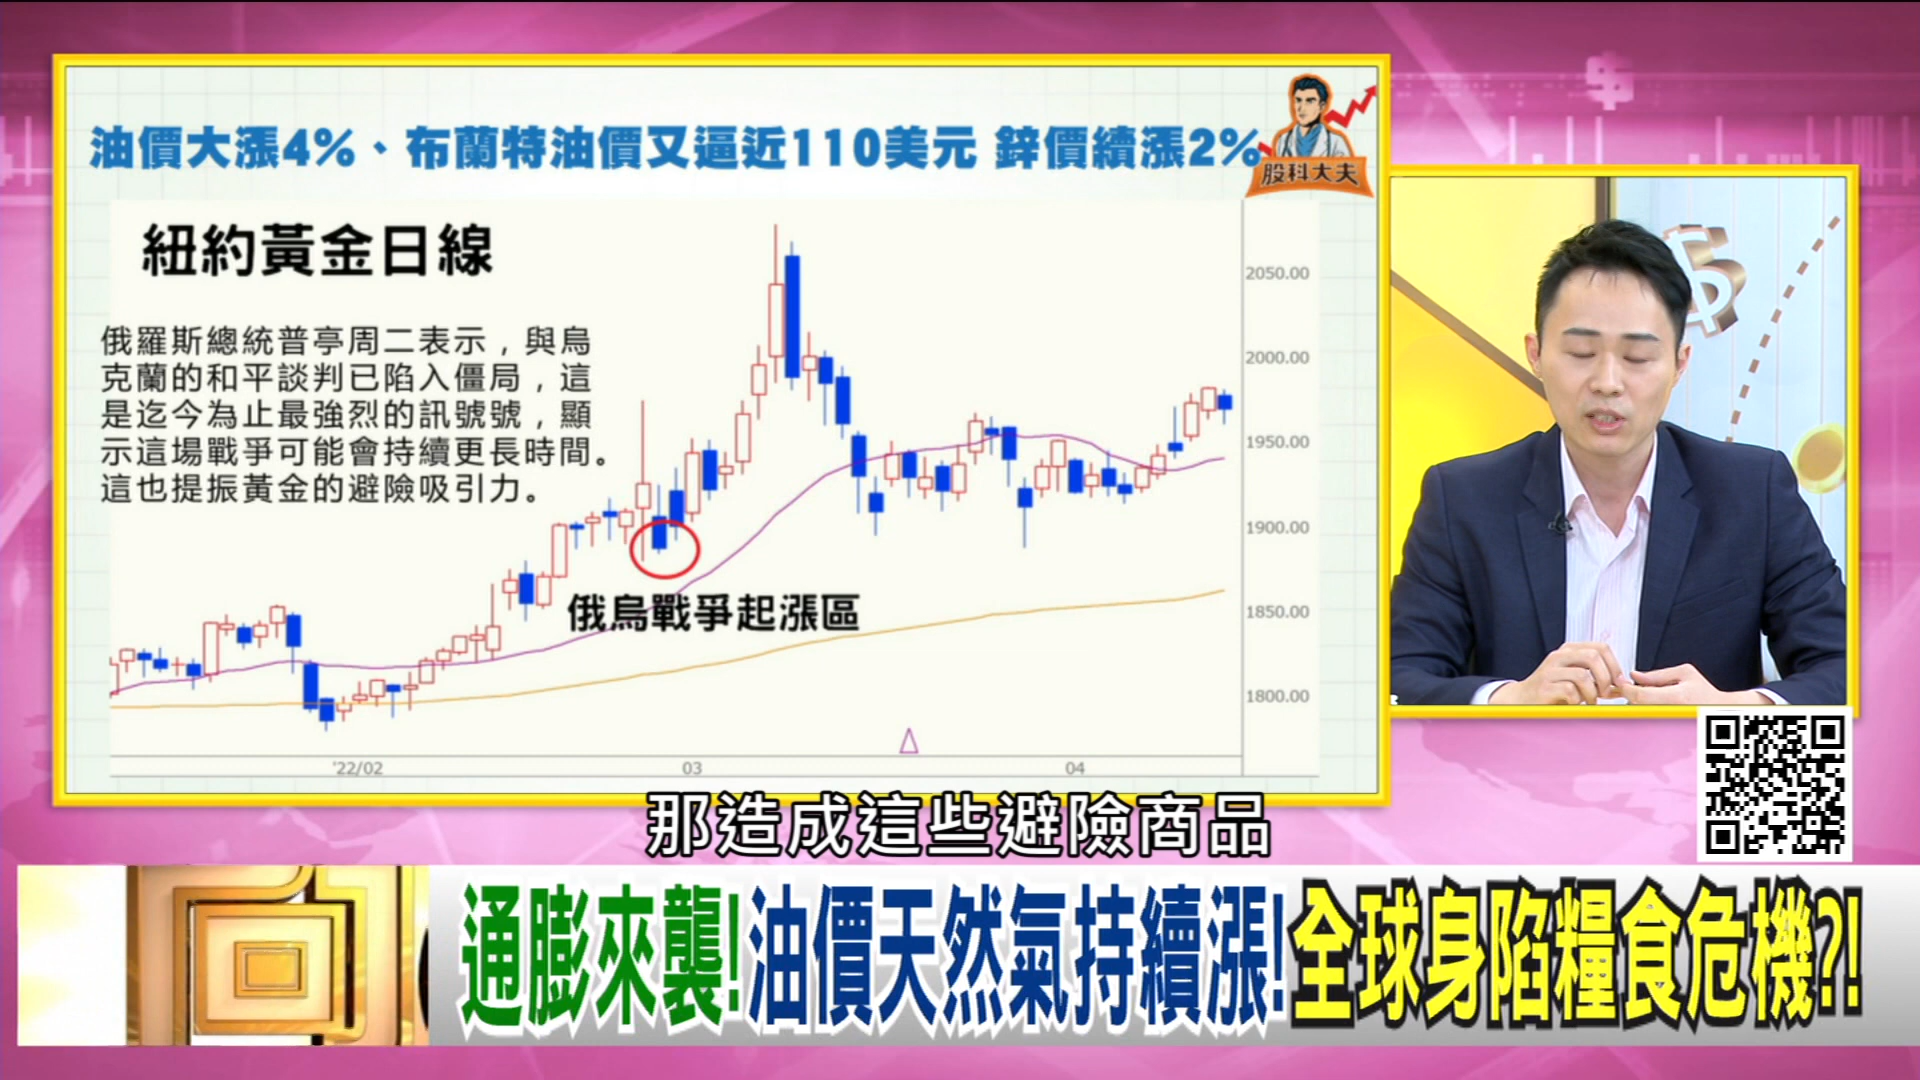 油價大漲4%、布蘭特油價又逼近110美元 鋅價續漲2%
股科大夫
紐約黃金日線
俄羅斯總統普亭周二表示，與烏
克蘭的和平談判已陷入僵局，這
是迄今為止最強烈的訊號號，顯
示這場戰爭可能會持續更長時間。
這也提振黃金的避險吸引力。
俄烏戰爭起漲區
2050.00
2000.00
1950.00
1900.00
1850.00
1800.00
'22/02
03
04
那造成這些避險商品
通膨來襲!油價天然氣持續漲!全球身陷糧食危機?!